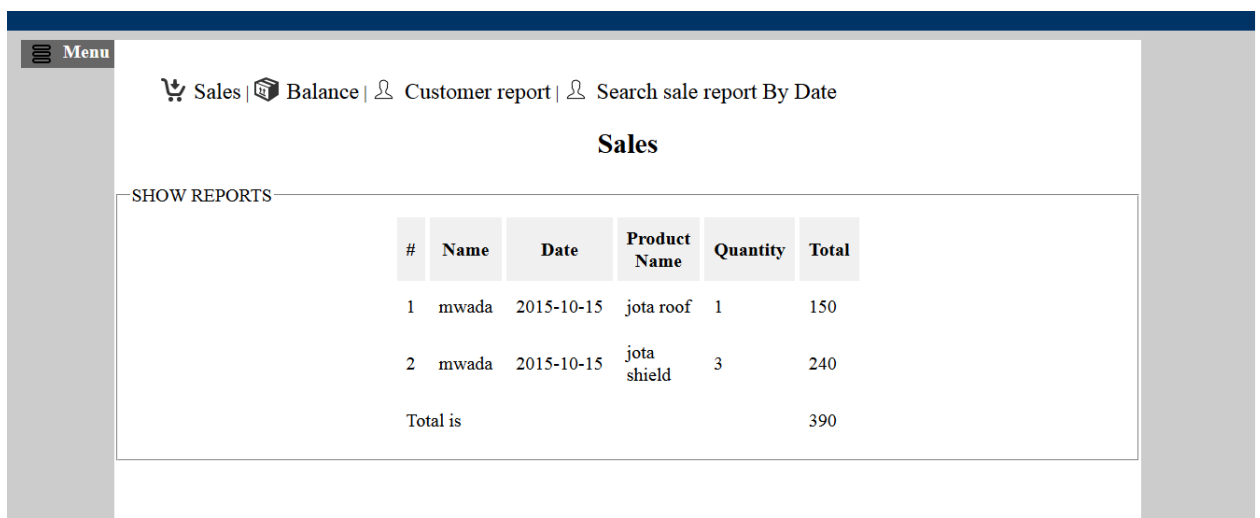 Menu
Sales | Balance | Customer report | Search sale report By Date
Sales
SHOW REPORTS
# Name Date Product Name Quantity Total
1 mwada 2015-10-15 jota roof 1 150
2 mwada 2015-10-15 jota shield 3 240
Total is 390